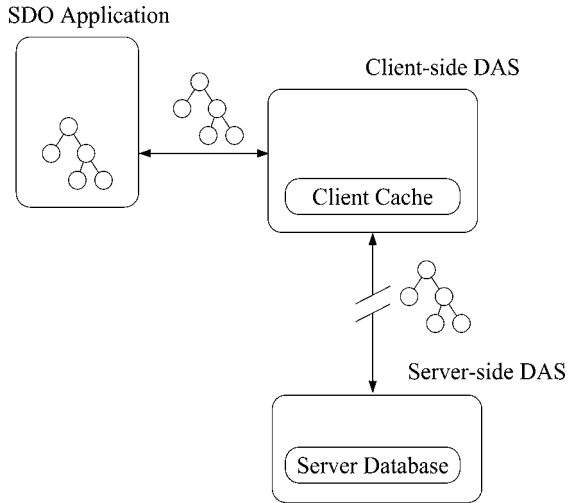 SDO Application
Client-side DAS
Client Cache
Server-side DAS
Server Database